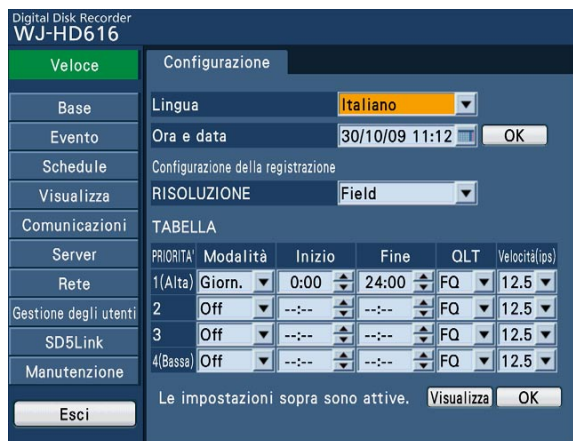 Digital Disk Recorder
WJ-HD616
Veloce
Base
Evento
Schedule
Visualizza
Comunicazioni
Server
Rete
Gestione degli utenti
SD5Link
Manutenzione
Esci
Configurazione
Lingua Italiano
Ora e data 30/10/09 11:12 OK
Configurazione della registrazione
RISOLUZIONE Field
TABELLA
PRIORITA' Modalità Inizio Fine QLT Velocità(ips)
1(Alta) Giorn. 0:00 24:00 FQ 12.5
2 Off --:-- --:-- FQ 12.5
3 Off --:-- --:-- FQ 12.5
4(Bassa) Off --:-- --:-- FQ 12.5
Le impostazioni sopra sono attive. Visualizza OK